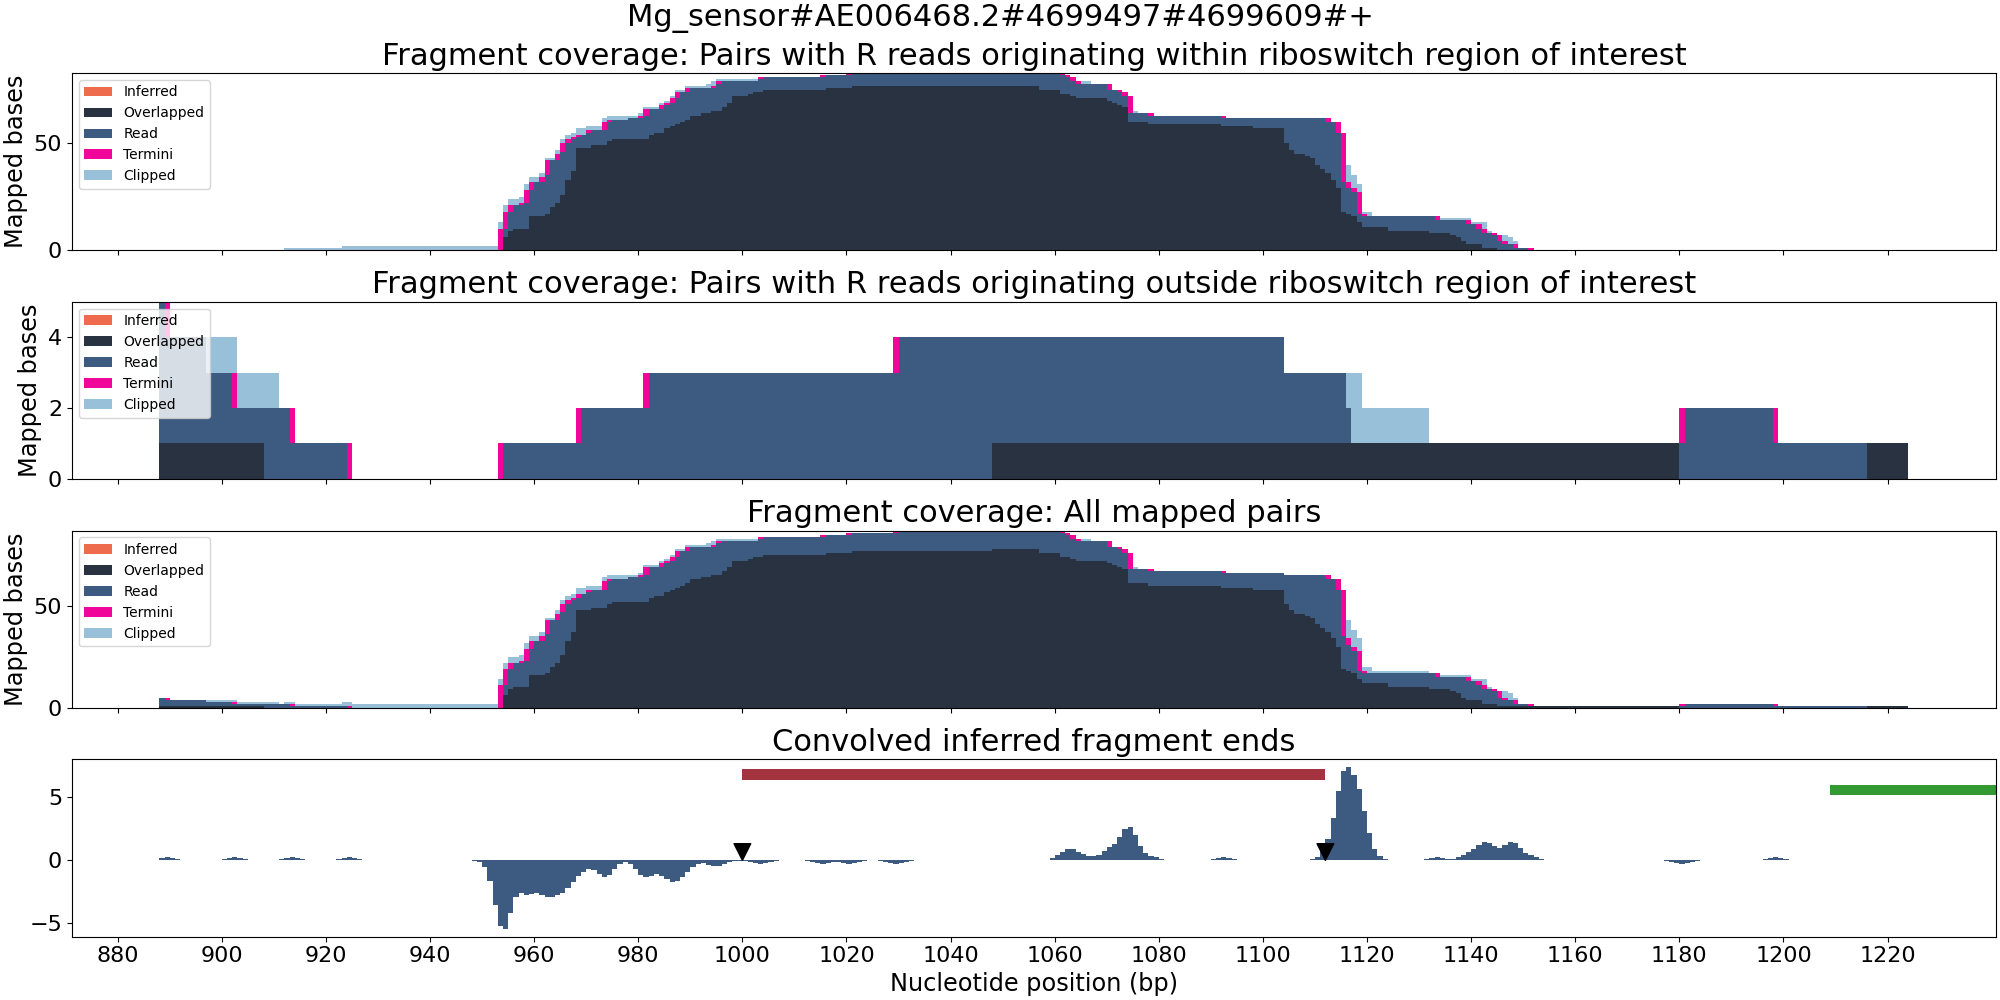 Mg_sensor#AE006468.2#4699497#4699609#+
Fragment coverage: Pairs with R reads originating within riboswitch region of interest
Mapped bases
50
0
Inferred
Overlapped
Read
Termini
Clipped
Fragment coverage: Pairs with R reads originating outside riboswitch region of interest
Mapped bases
4
2
0
Inferred
Overlapped
Read
Termini
Clipped
Fragment coverage: All mapped pairs
Mapped bases
50
0
Inferred
Overlapped
Read
Termini
Clipped
Convolved inferred fragment ends
5
0
−5
880 900 920 940 960 980 1000 1020 1040 1060 1080 1100 1120 1140 1160 1180 1200 1220
Nucleotide position (bp)